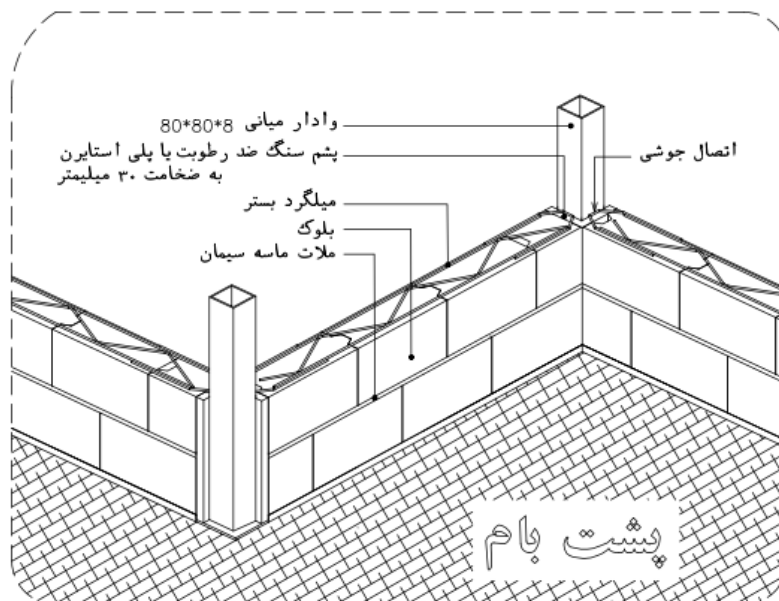 وادار میانی 8*80*80
پشم سنگ ضد رطوبت یا پلی استایرن
به ضخامت ۳۰ میلیمتر
اتصال جوشی
میلگرد بستر
بلوک
ملات ماسه سیمان
پشت بام